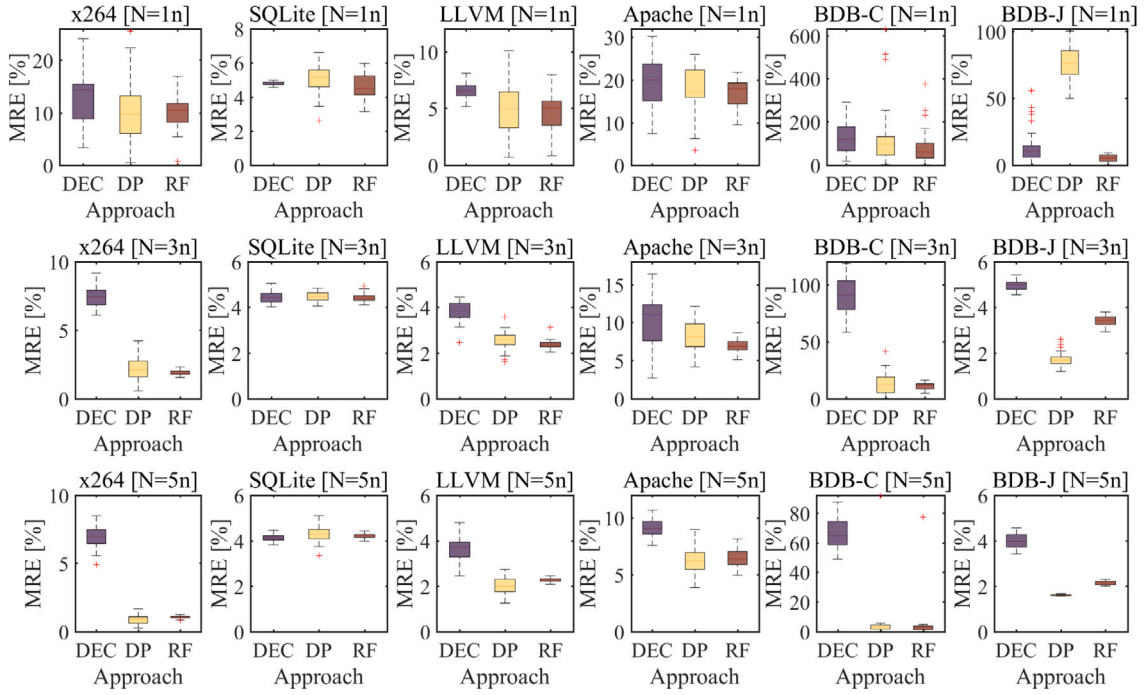 x264 [N=1n] SQLite [N=1n] LLVM [N=1n] Apache [N=1n] BDB-C [N=1n] BDB-J [N=1n]
MRE [%] 20 10 0 MRE [%] 8 6 4 2 0 MRE [%] 10 5 0 MRE [%] 30 20 10 0 MRE [%] 600 400 200 0 MRE [%] 100 50 0
DEC DP RF DEC DP RF DEC DP RF DEC DP RF DEC DP RF DEC DP RF
Approach Approach Approach Approach Approach Approach
x264 [N=3n] SQLite [N=3n] LLVM [N=3n] Apache [N=3n] BDB-C [N=3n] BDB-J [N=3n]
MRE [%] 10 5 0 MRE [%] 6 4 2 0 MRE [%] 6 4 2 0 MRE [%] 15 10 5 0 MRE [%] 100 50 0 MRE [%] 6 4 2 0
DEC DP RF DEC DP RF DEC DP RF DEC DP RF DEC DP RF DEC DP RF
Approach Approach Approach Approach Approach Approach
x264 [N=5n] SQLite [N=5n] LLVM [N=5n] Apache [N=5n] BDB-C [N=5n] BDB-J [N=5n]
MRE [%] 10 5 0 MRE [%] 6 4 2 0 MRE [%] 6 4 2 0 MRE [%] 10 5 0 MRE [%] 80 60 40 20 0 MRE [%] 6 4 2 0
DEC DP RF DEC DP RF DEC DP RF DEC DP RF DEC DP RF DEC DP RF
Approach Approach Approach Approach Approach Approach